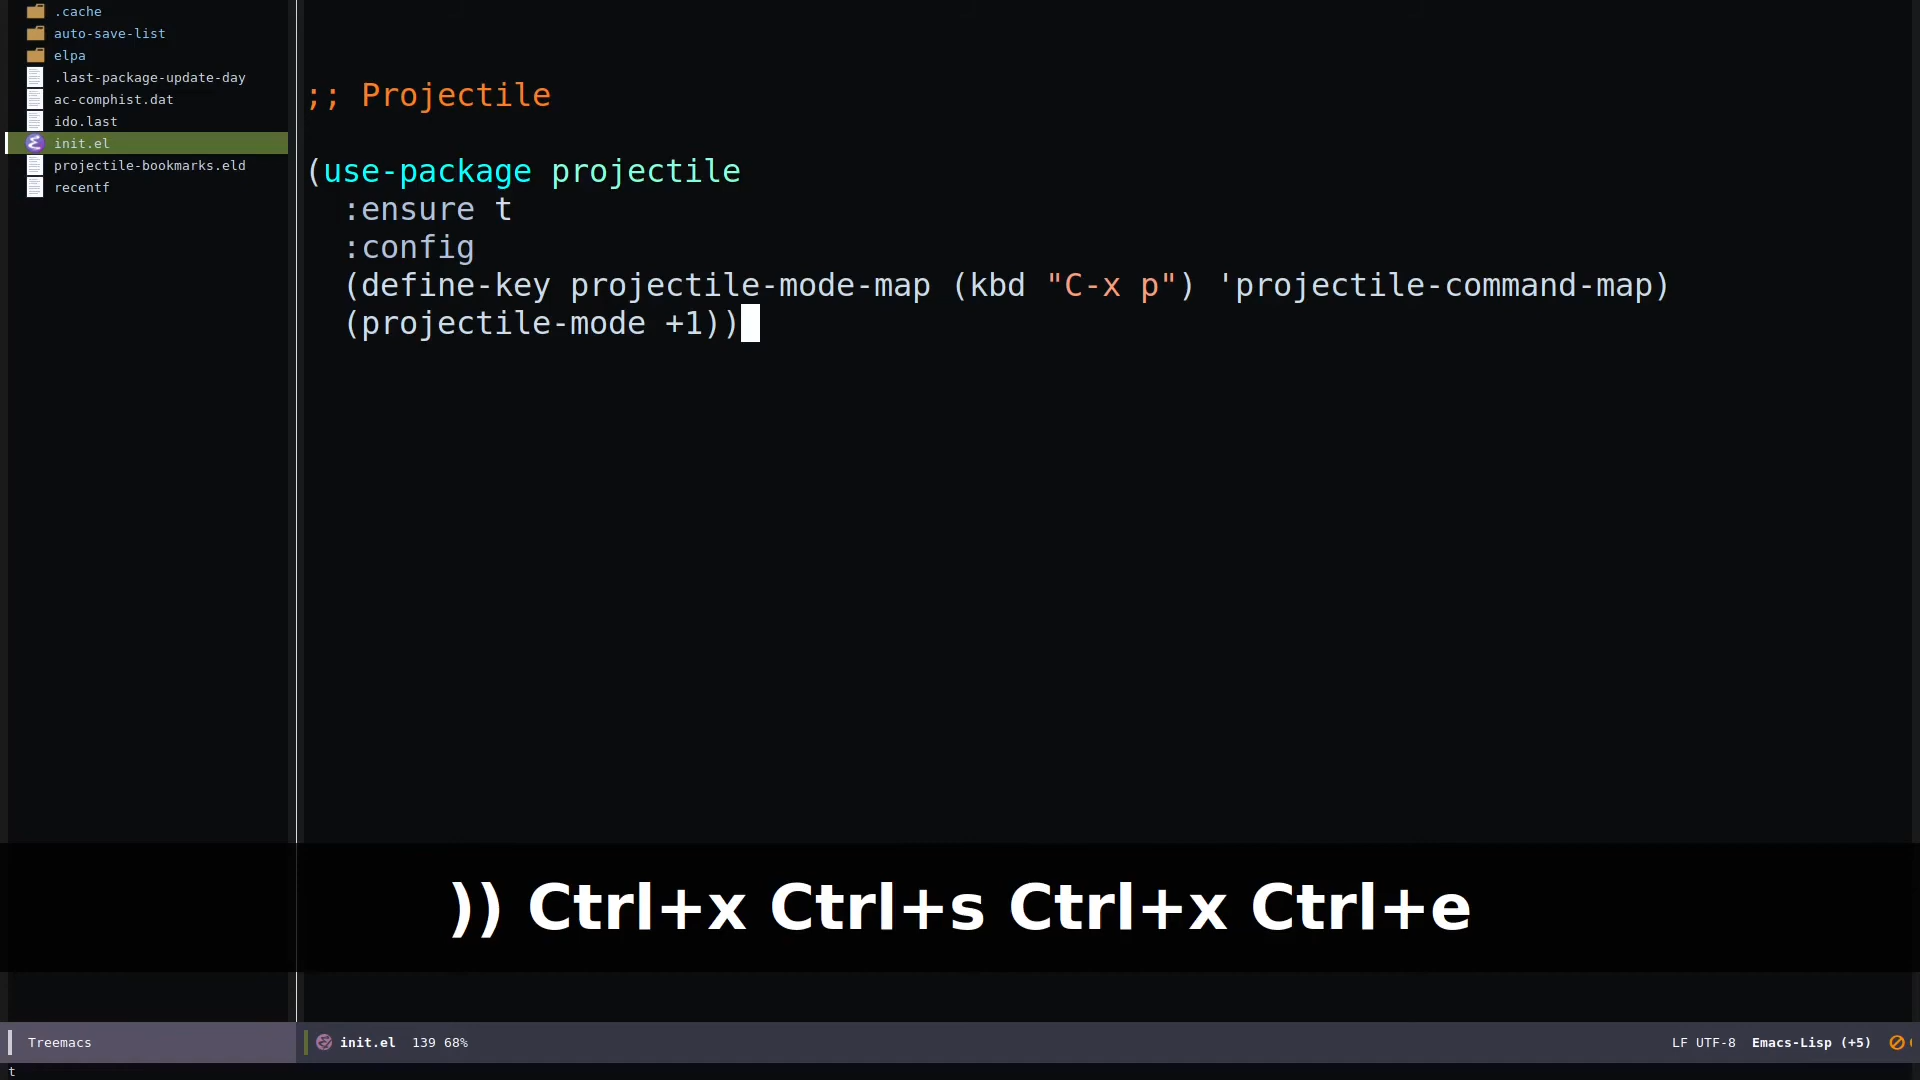 .cache
auto-save-list
elpa
.last-package-update-day
ac-comphist.dat
ido.last
init.el
projectile-bookmarks.eld
recentf
;; Projectile
(use-package projectile
  :ensure t
  :config
  (define-key projectile-mode-map (kbd "C-x p") 'projectile-command-map)
  (projectile-mode +1))
)) Ctrl+x Ctrl+s Ctrl+x Ctrl+e
Treemacs
init.el 139 68% LF UTF-8 Emacs-Lisp (+5)
t